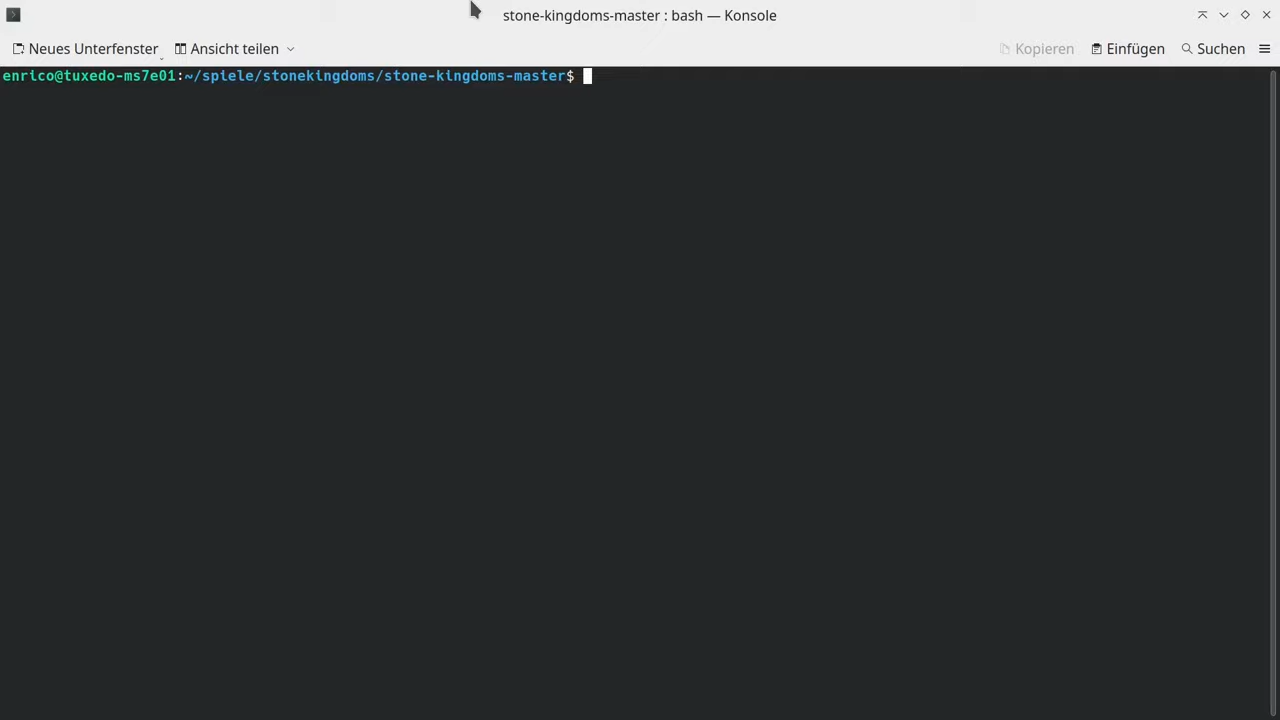 stone-kingdoms-master : bash — Konsole
Neues Unterfenster Ansicht teilen Kopieren Einfügen Suchen
enrico@tuxedo-ms7e01:~/spiele/stonekingdoms/stone-kingdoms-master$